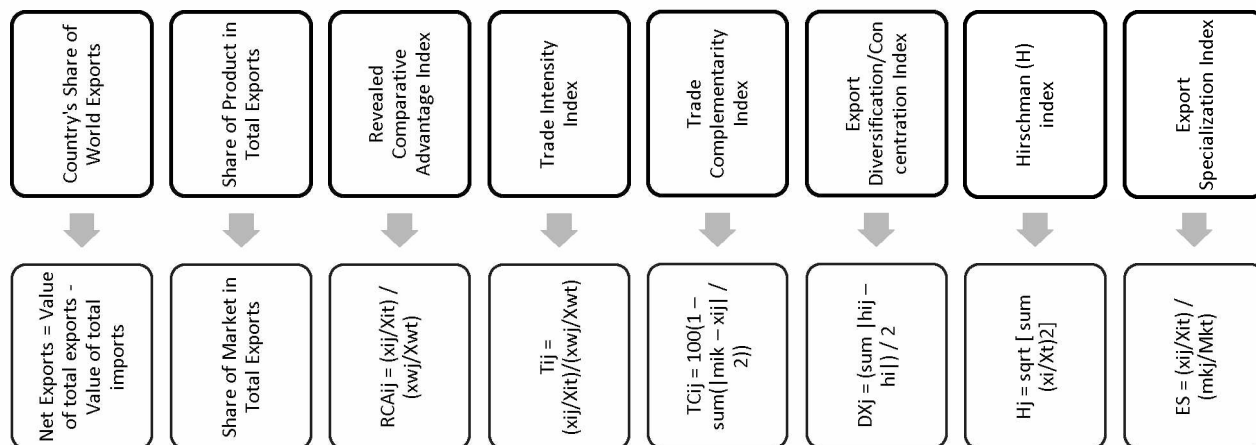 Country's Share of
World Exports
Share of Product in
Total Exports
Revealed
Comparative
Advantage Index
Trade Intensity
Index
Trade
Complementarity
Index
Export
Diversification/Con
centration Index
Hirschman (H)
index
Export
Specialization Index
Net Exports = Value
of total exports -
Value of total
imports
Share of Market in
Total Exports
RCAij = (xij/Xit) /
(xwj/Xwt)
Tij =
(xij/Xit)/(xwj/Xwt)
TCij = 100(1 –
sum(|mik – xij| /
2))
DXj = (sum |hij –
hi|) / 2
Hj = sqrt [ sum
(xi/Xt)2]
ES = (xij/Xit) /
(mkj/Mkt)